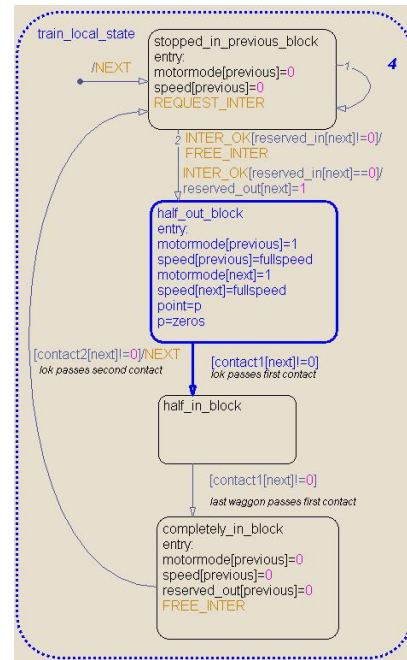 train_local_state
4
stopped_in_previous_block
entry:
motormode[previous]=0
speed[previous]=0
REQUEST_INTER
/NEXT
1
2
INTER_OK[reserved_in[next]!=0]/
FREE_INTER
INTER_OK[reserved_in[next]==0]/
reserved_out[next]=1
half_out_block
entry:
motormode[previous]=1
speed[previous]=fullspeed
motormode[next]=1
speed[next]=fullspeed
point=p
p=zeros
[contact2[next]!=0]/NEXT
lok passes second contact
[contact1[next]!=0]
lok passes first contact
half_in_block
[contact1[next]!=0]
last waggon passes first contact
completely_in_block
entry:
motormode[previous]=0
speed[previous]=0
reserved_out[previous]=0
FREE_INTER